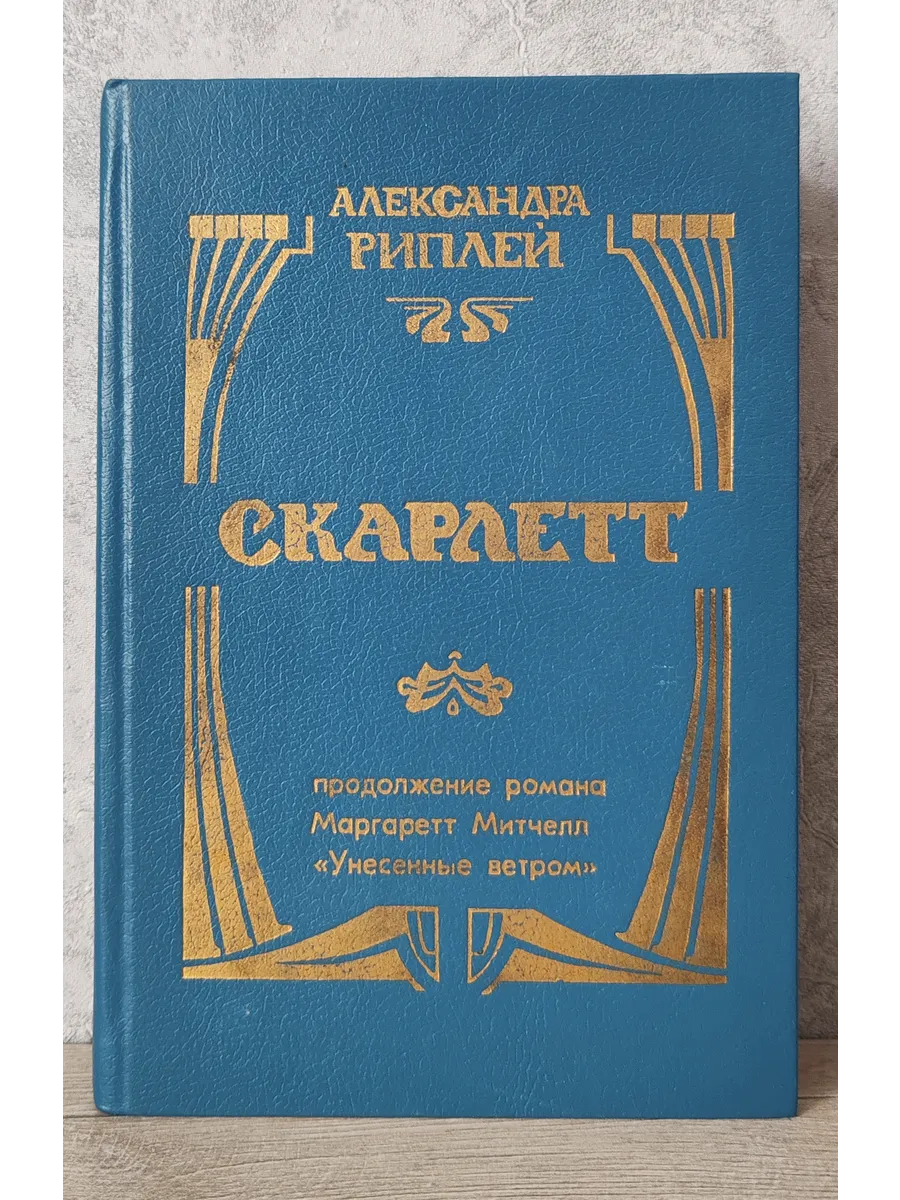 АЛЕКСАНДРА
РИПЛЕЙ
СКАРЛЕТТ
продолжение романа
Маргаретт Митчелл
«Унесенные ветром»